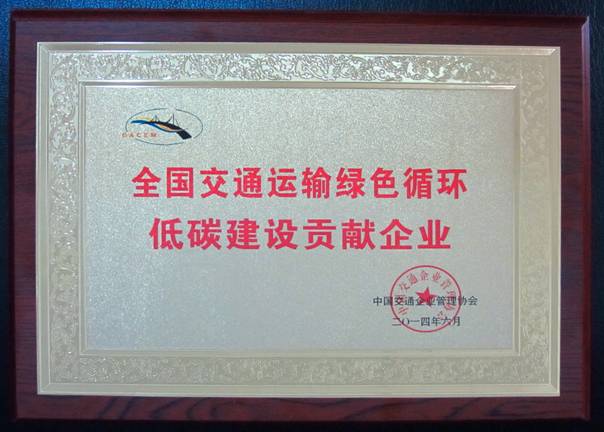 全国交通运输绿色循环
低碳建设贡献企业
中国交通企业管理协会
二〇一四年六月